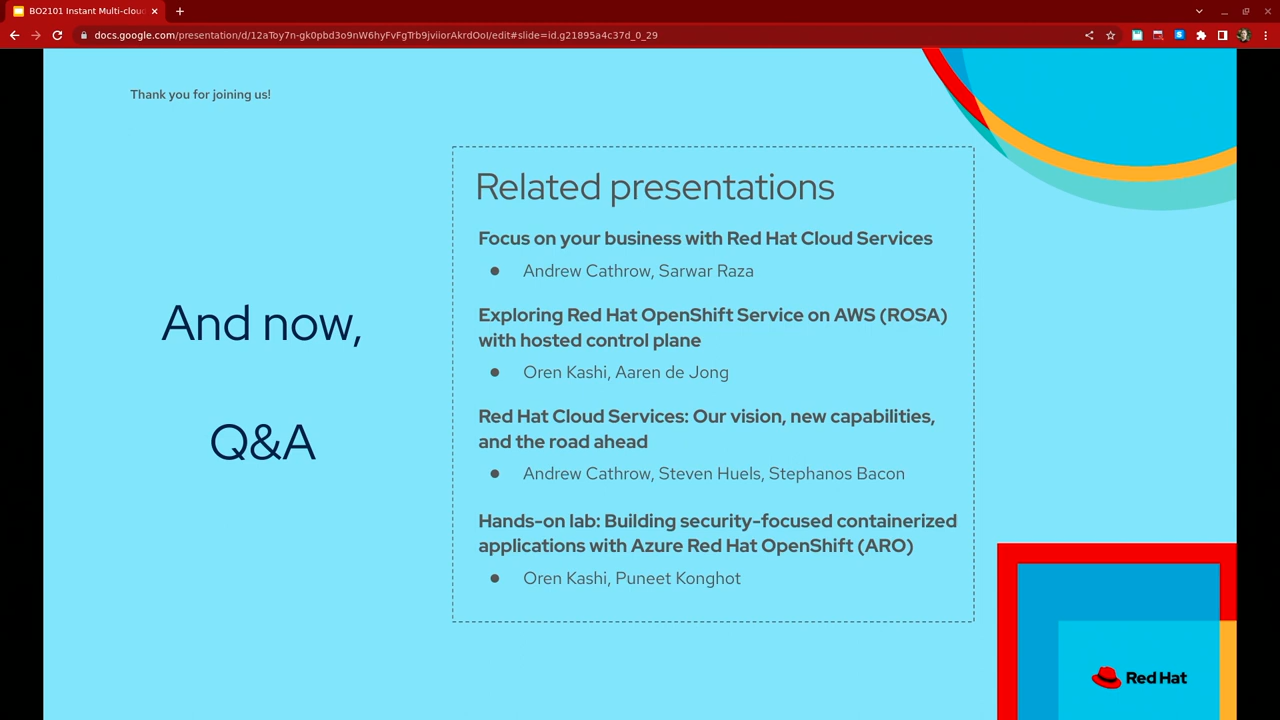 BO2101 Instant Multi-cloud
docs.google.com/presentation/d/12aToy7n-gk0pbd3o9nW6hyFvFgTrb9jviiorAkrdOoI/edit#slide=id.g21895a4c37d_0_29
Thank you for joining us!
And now,
Q&A
Related presentations
Focus on your business with Red Hat Cloud Services
● Andrew Cathrow, Sarwar Raza
Exploring Red Hat OpenShift Service on AWS (ROSA)
with hosted control plane
● Oren Kashi, Aaren de Jong
Red Hat Cloud Services: Our vision, new capabilities,
and the road ahead
● Andrew Cathrow, Steven Huels, Stephanos Bacon
Hands-on lab: Building security-focused containerized
applications with Azure Red Hat OpenShift (ARO)
● Oren Kashi, Puneet Konghot
Red Hat